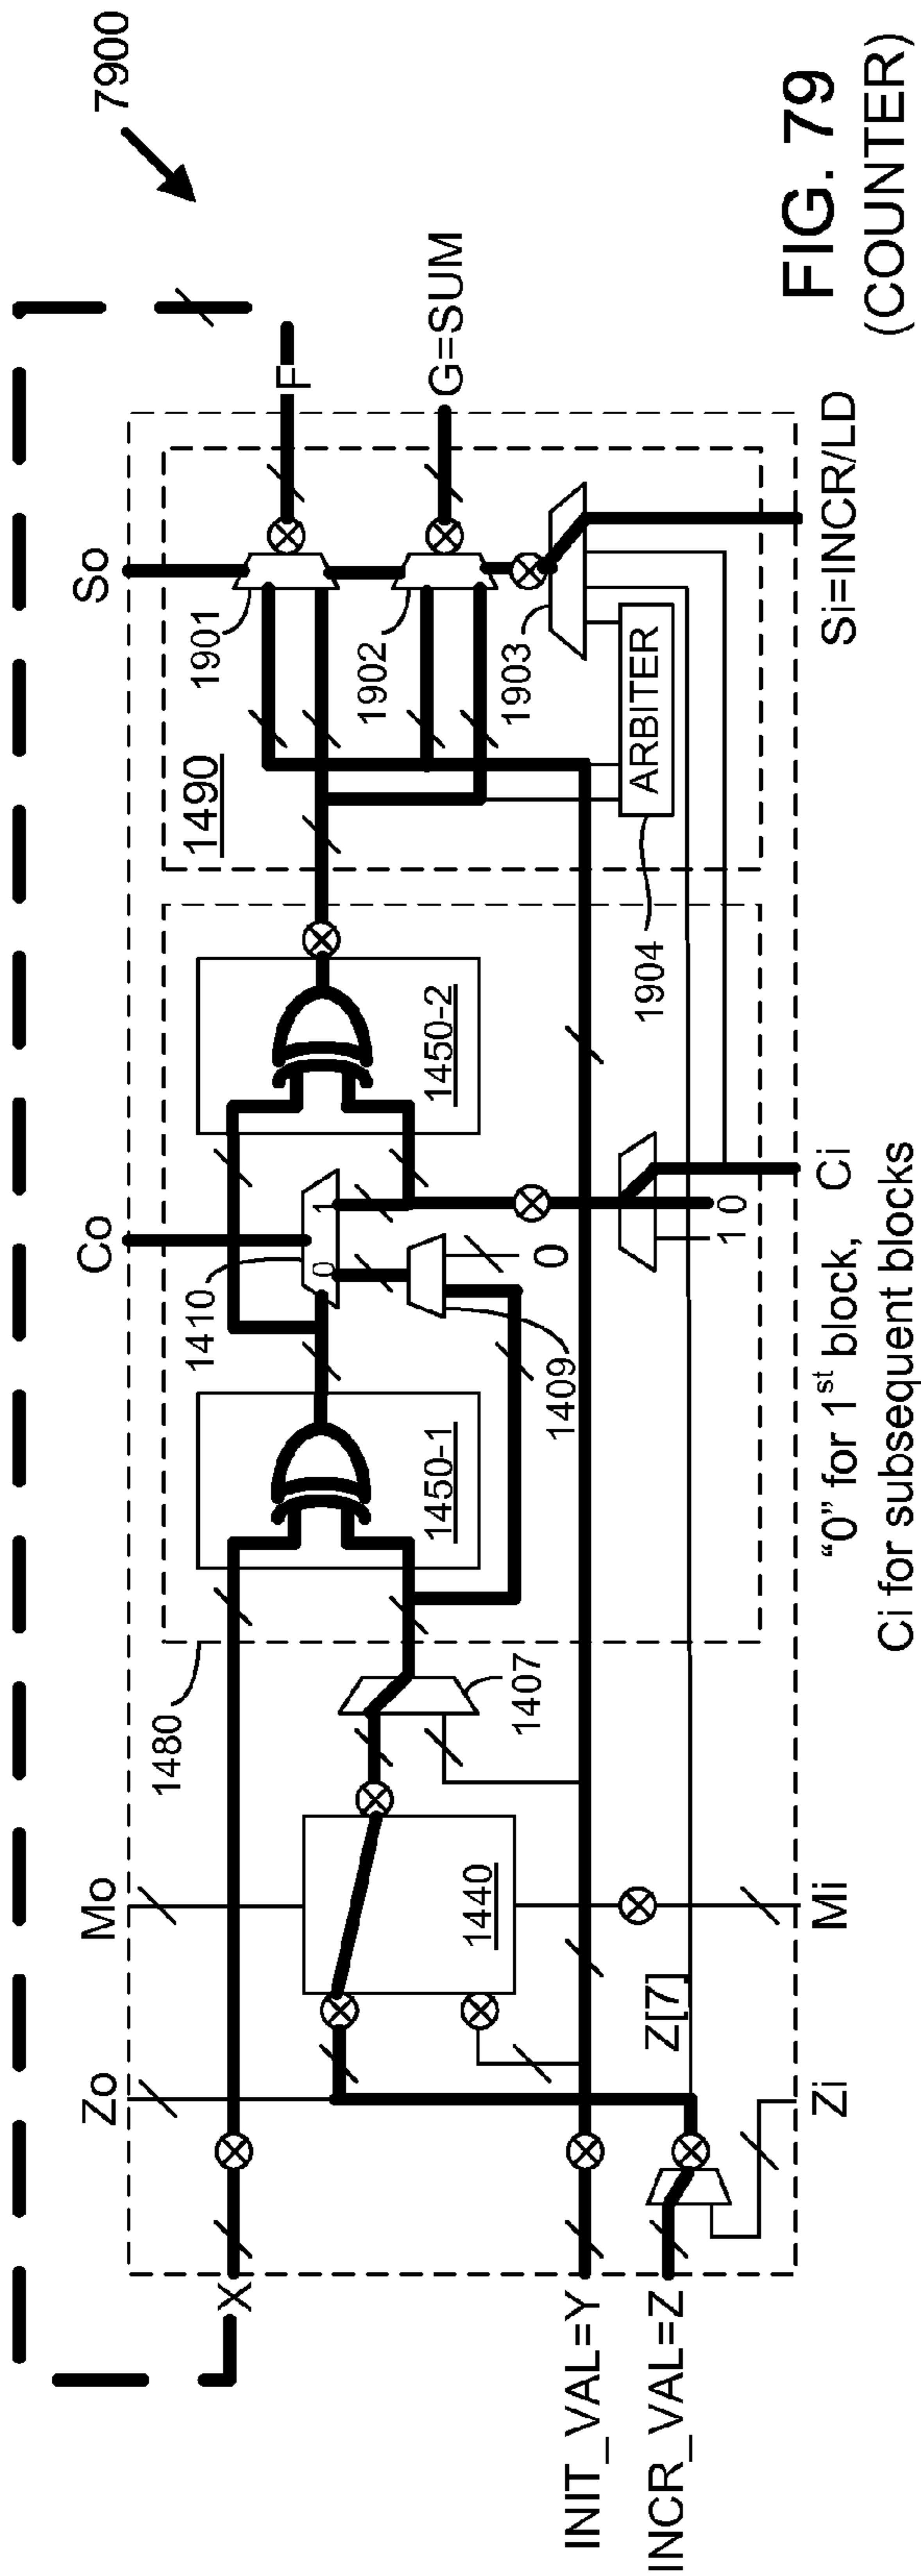 7900
So
Co
Mo
Zo
F
G=SUM
1901
1902
1903
1490
ARBITER
1904
1450-2
1410
0
1
1409
0
1 0
1450-1
1480
1407
1440
Z[7]
X
INIT_VAL=Y
INCR_VAL=Z
Zi
Mi
Ci
Si=INCR/LD
"0" for 1st block,
Ci for subsequent blocks
FIG. 79
(COUNTER)